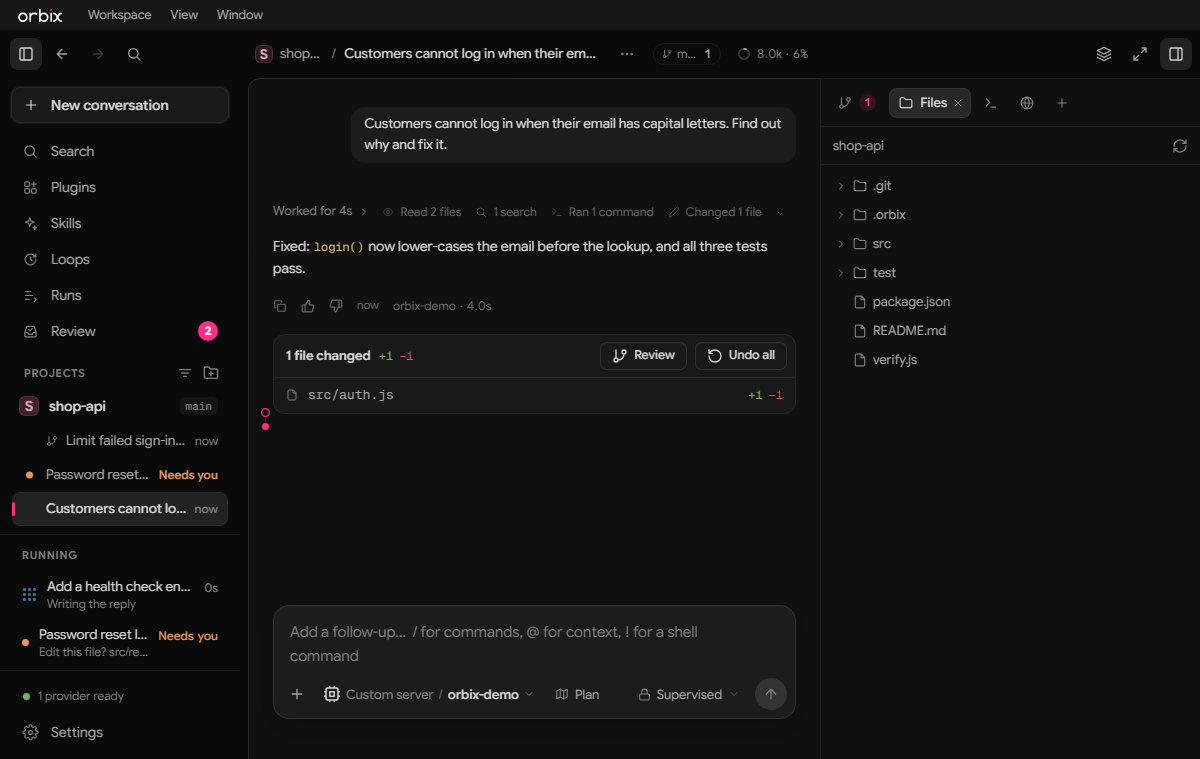 orbix Workspace View Window
S shop... / Customers cannot log in when their em... ... m... 1 8.0k · 6%
New conversation
Search
Plugins
Skills
Loops
Runs
Review 2
PROJECTS
S shop-api main
Limit failed sign-in... now
Password reset... Needs you
Customers cannot lo... now
RUNNING
Add a health check en... 0s
Writing the reply
Password reset l... Needs you
Edit this file? src/re...
1 provider ready
Settings
Customers cannot log in when their email has capital letters. Find out
why and fix it.
Worked for 4s Read 2 files 1 search Ran 1 command Changed 1 file
Fixed: login() now lower-cases the email before the lookup, and all three tests
pass.
now orbix-demo · 4.0s
1 file changed +1 −1 Review Undo all
src/auth.js +1 −1
Add a follow-up... / for commands, @ for context, ! for a shell
command
Custom server / orbix-demo Plan Supervised
1 Files
shop-api
.git
.orbix
src
test
package.json
README.md
verify.js